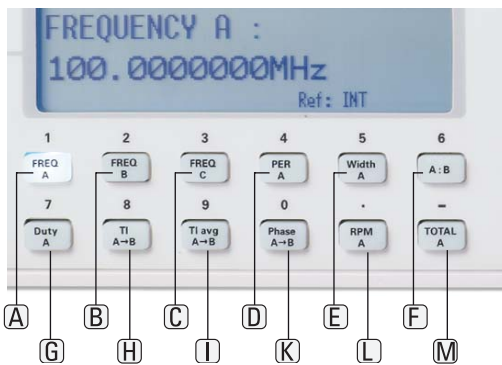 FREQUENCY A :
100.0000000MHz
Ref: INT
1 2 3 4 5 6
FREQ A FREQ B FREQ C PER A Width A A:B
7 8 9 0 . –
Duty A TI A→B TI avg A→B Phase A→B RPM A TOTAL A
A B C D E F
G H I K L M